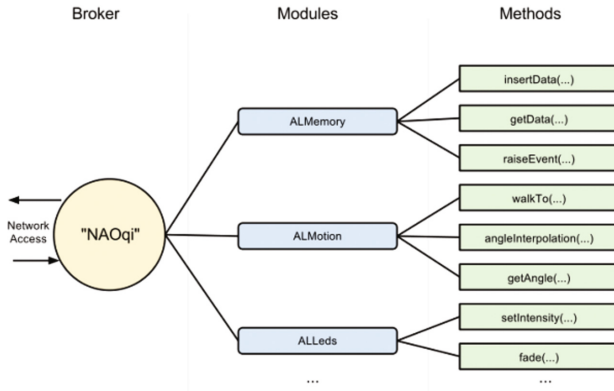 Broker
Modules
Methods
Network
Access
"NAOqi"
ALMemory
insertData(...)
getData(...)
raiseEvent(...)
ALMotion
walkTo(...)
angleInterpolation(...)
getAngle(...)
ALLeds
setIntensity(...)
fade(...)
...
...